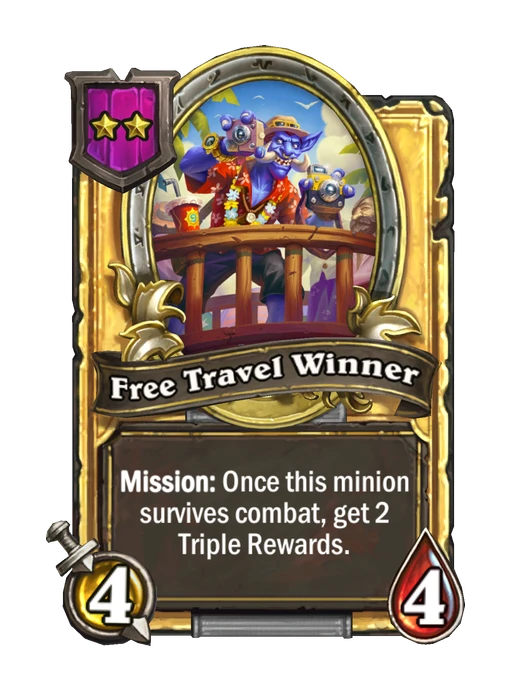 Free Travel Winner
Mission: Once this minion
survives combat, get 2
Triple Rewards.
4
4